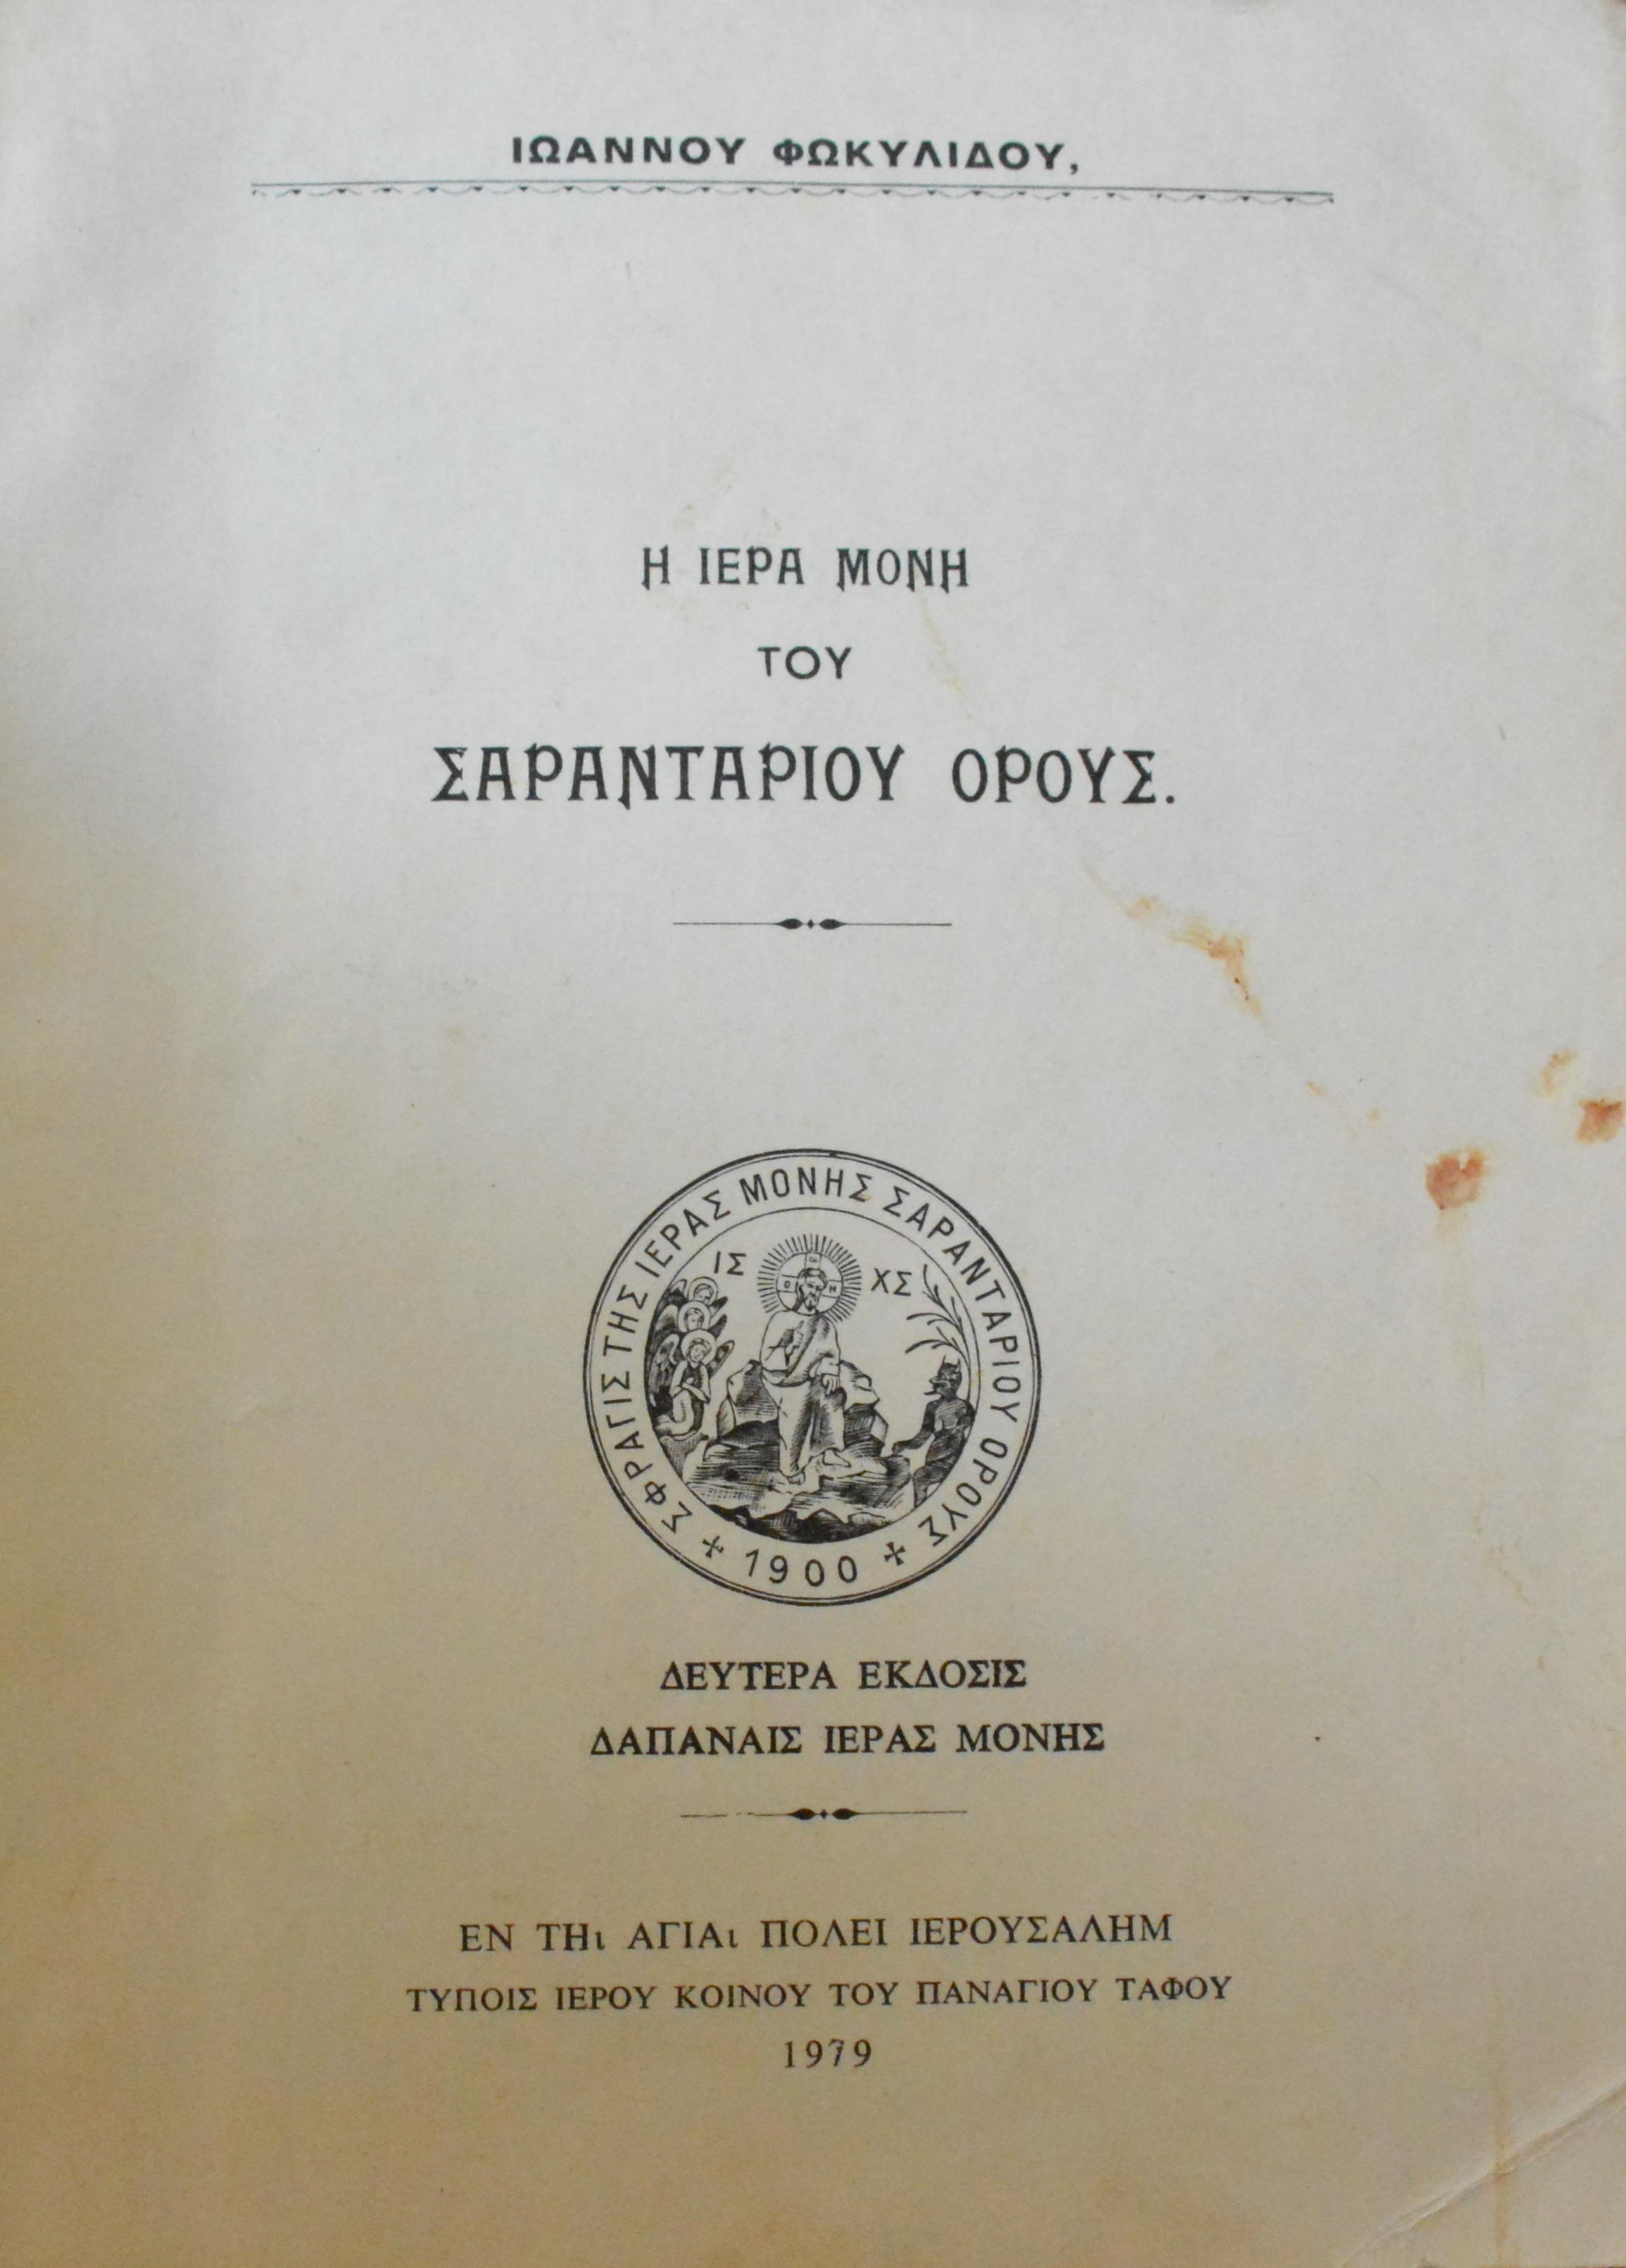 ΙΩΑΝΝΟΥ ΦΩΚΥΛΙΔΟΥ,
Η ΙΕΡΑ ΜΟΝΗ
ΤΟΥ
ΣΑΡΑΝΤΑΡΙΟΥ ΟΡΟΥΣ.
ΣΦΡΑΓΙΣ ΤΗΣ ΙΕΡΑΣ ΜΟΝΗΣ ΣΑΡΑΝΤΑΡΙΟΥ ΟΡΟΥΣ
ΙΣ ΧΣ
Ο ΩΝ
1900
ΔΕΥΤΕΡΑ ΕΚΔΟΣΙΣ
ΔΑΠΑΝΑΙΣ ΙΕΡΑΣ ΜΟΝΗΣ
ΕΝ ΤΗι ΑΓΙΑι ΠΟΛΕΙ ΙΕΡΟΥΣΑΛΗΜ
ΤΥΠΟΙΣ ΙΕΡΟΥ ΚΟΙΝΟΥ ΤΟΥ ΠΑΝΑΓΙΟΥ ΤΑΦΟΥ
1979